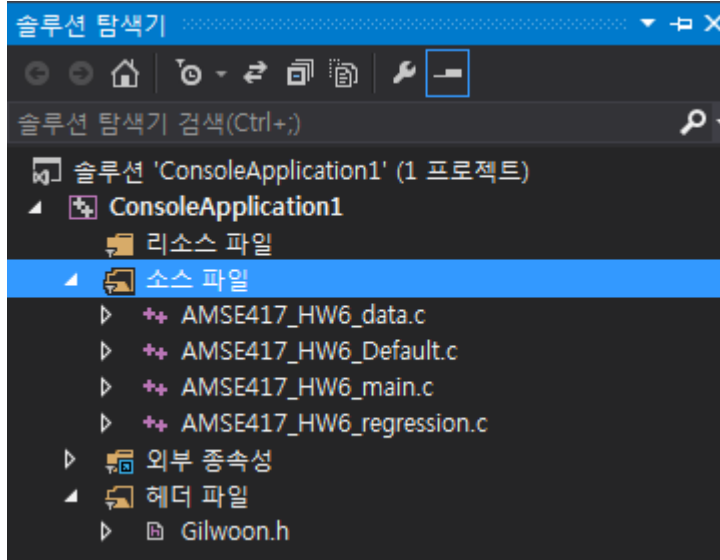 솔루션 탐색기
솔루션 탐색기 검색(Ctrl+;)
솔루션 'ConsoleApplication1' (1 프로젝트)
ConsoleApplication1
리소스 파일
소스 파일
AMSE417_HW6_data.c
AMSE417_HW6_Default.c
AMSE417_HW6_main.c
AMSE417_HW6_regression.c
외부 종속성
헤더 파일
Gilwoon.h